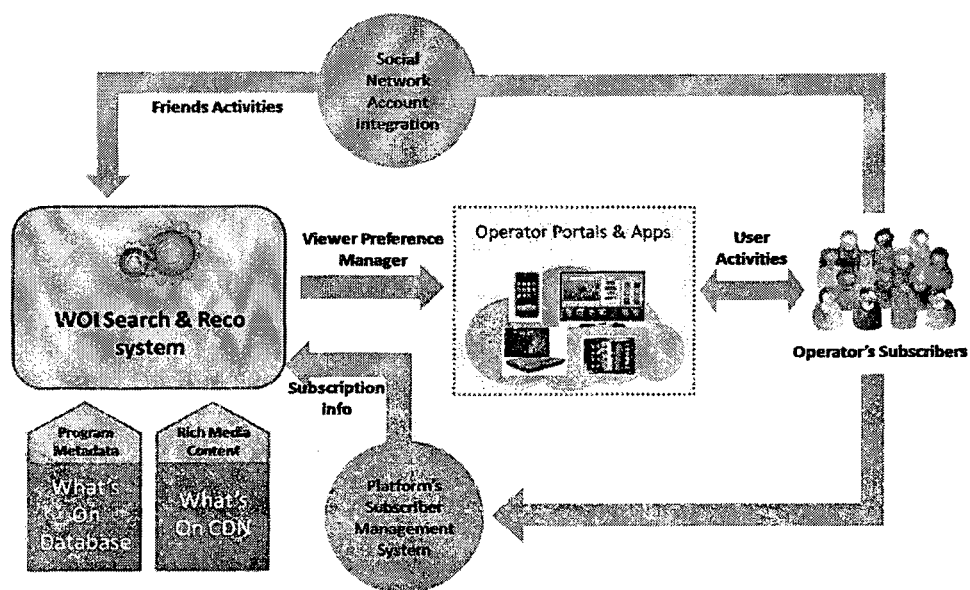 Social
Network
Account
Integration
Friends Activities
Viewer Preference
Manager
Operator Portals & Apps
User
Activities
WOI Search & Reco
system
Operator's Subscribers
Subscription
info
Program
Metadata
Rich Media
Content
What's
On
Database
What's
On CDN
Platform's
Subscriber
Management
System